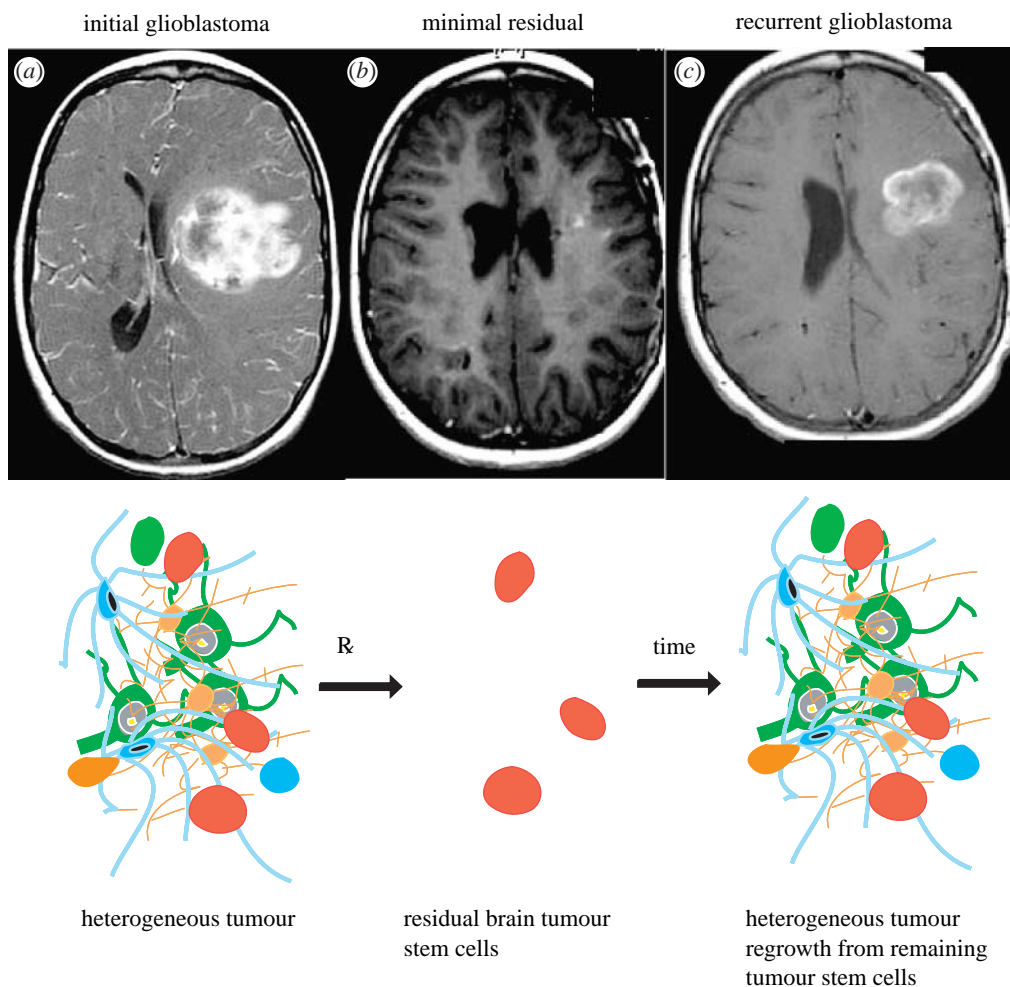 initial glioblastoma
minimal residual
recurrent glioblastoma
(a)
(b)
(c)
℞
time
heterogeneous tumour
residual brain tumour
stem cells
heterogeneous tumour
regrowth from remaining
tumour stem cells